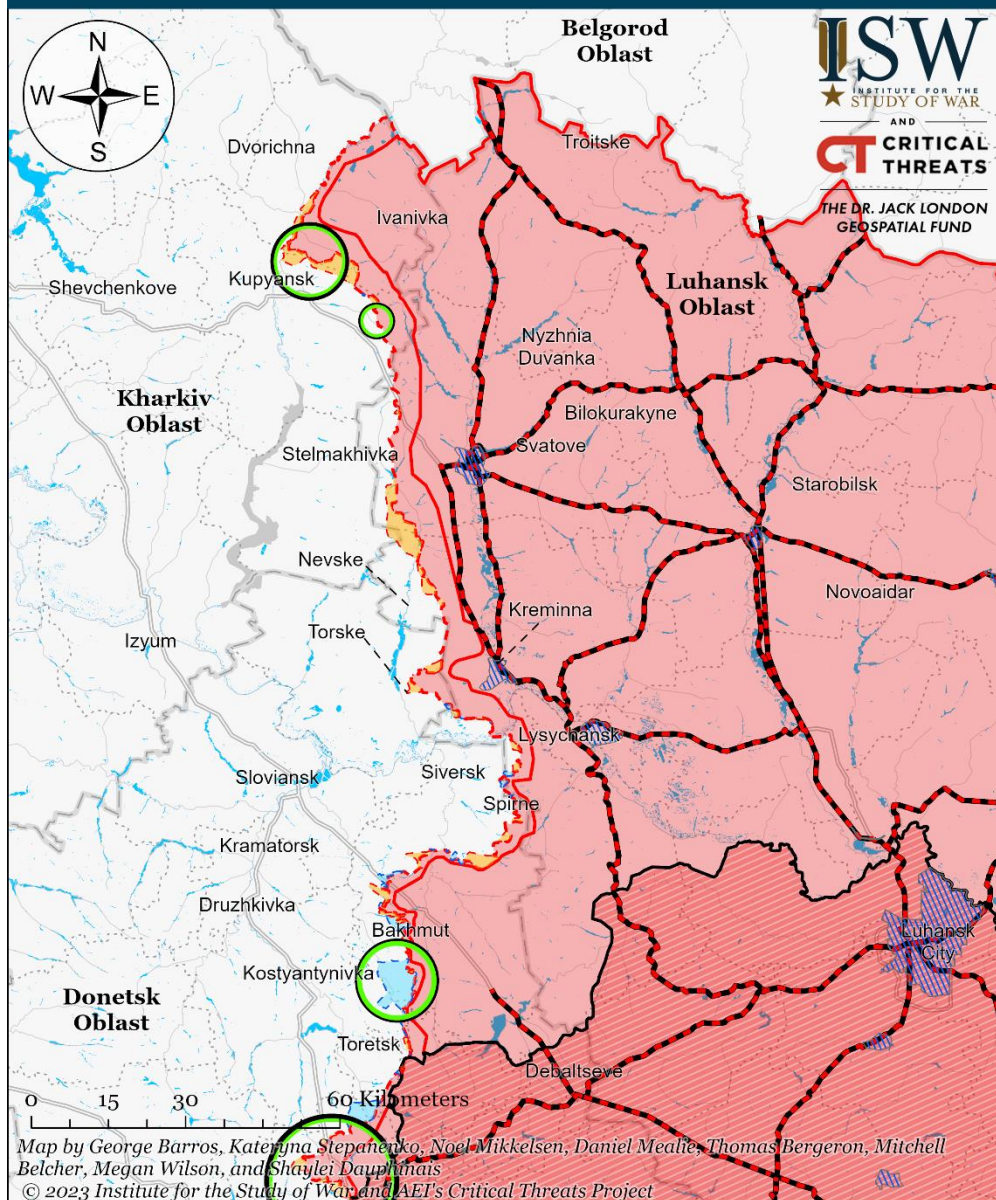 N
W
E
S
Belgorod
Oblast
ISW
INSTITUTE FOR THE
STUDY OF WAR
AND
CT CRITICAL
THREATS
THE DR. JACK LONDON
GEOSPATIAL FUND
Dvorichna
Troitske
Ivanivka
Kupyansk
Shevchenkove
Luhansk
Oblast
Nyzhnia
Duvanka
Kharkiv
Oblast
Bilokurakyne
Stelmakhivka
Svatove
Starobilsk
Nevske
Kreminna
Novoaidar
Torske
Izyum
Lysychansk
Siversk
Sloviansk
Spirne
Kramatorsk
Druzhkivka
Bakhmut
Luhansk
City
Kostyantynivka
Donetsk
Oblast
Toretsk
Debaltseve
0 15 30 60 Kilometers
Map by George Barros, Kateryna Stepanenko, Noel Mikkelsen, Daniel Mealie, Thomas Bergeron, Mitchell
Belcher, Megan Wilson, and Shaylei Dauphinais
© 2023 Institute for the Study of War and AEI's Critical Threats Project